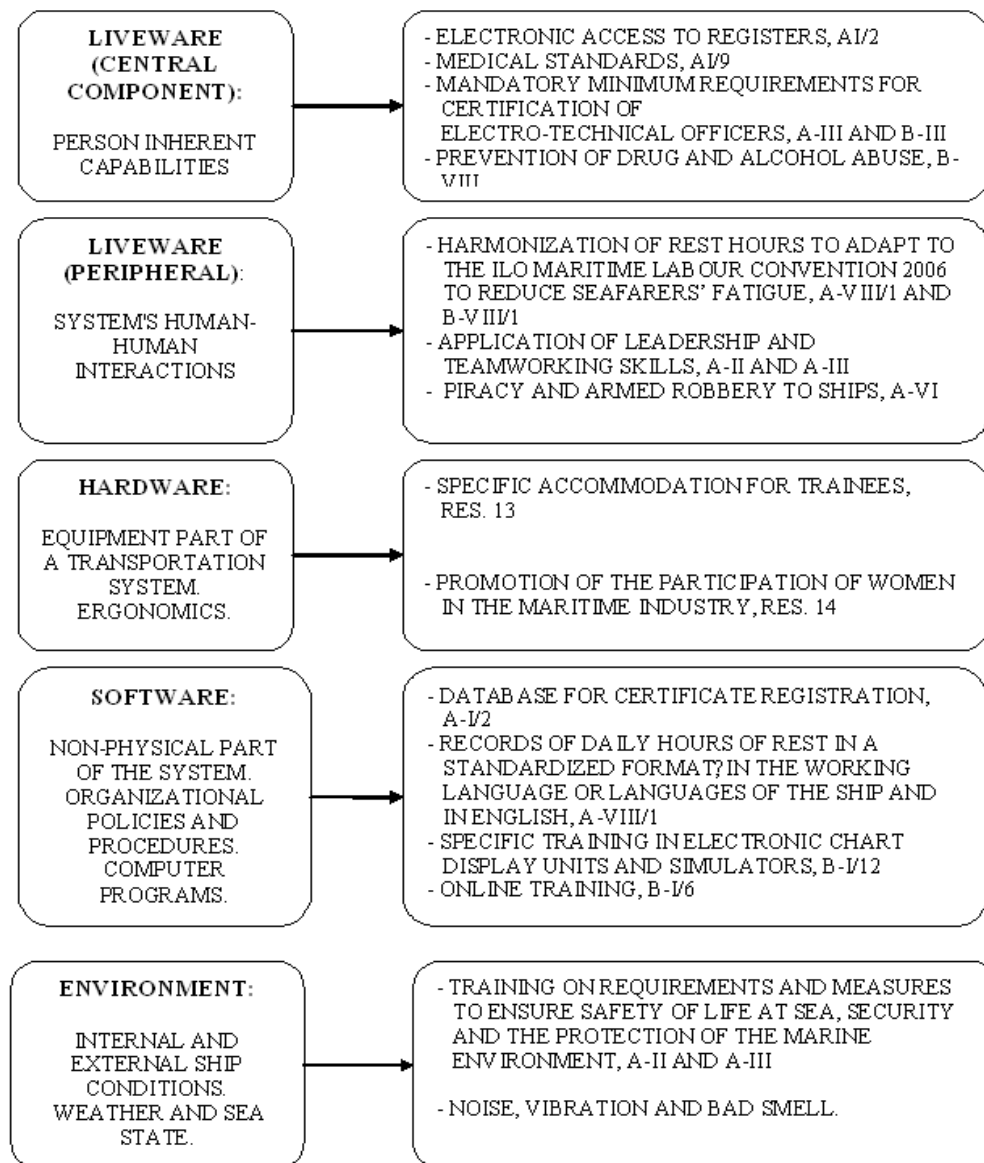 LIVEWARE
(CENTRAL
COMPONENT):
PERSON INHERENT
CAPABILITIES
- ELECTRONIC ACCESS TO REGISTERS, AI/2
- MEDICAL STANDARDS, AI/9
- MANDATORY MINIMUM REQUIREMENTS FOR
CERTIFICATION OF
ELECTRO-TECHNICAL OFFICERS, A-III AND B-III
- PREVENTION OF DRUG AND ALCOHOL ABUSE, B-
VIII
LIVEWARE
(PERIPHERAL):
SYSTEM'S HUMAN-
HUMAN
INTERACTIONS
- HARMONIZATION OF REST HOURS TO ADAPT TO
THE ILO MARITIME LABOUR CONVENTION 2006
TO REDUCE SEAFARERS’ FATIGUE, A-VIII/1 AND
B-VIII/1
- APPLICATION OF LEADERSHIP AND
TEAMWORKING SKILLS, A-II AND A-III
- PIRACY AND ARMED ROBBERY TO SHIPS, A-VI
HARDWARE:
EQUIPMENT PART OF
A TRANSPORTATION
SYSTEM.
ERGONOMICS.
- SPECIFIC ACCOMMODATION FOR TRAINEES,
RES. 13
- PROMOTION OF THE PARTICIPATION OF WOMEN
IN THE MARITIME INDUSTRY, RES. 14
SOFTWARE:
NON-PHYSICAL PART
OF THE SYSTEM.
ORGANIZATIONAL
POLICIES AND
PROCEDURES.
COMPUTER
PROGRAMS.
- DATABASE FOR CERTIFICATE REGISTRATION,
A-I/2
- RECORDS OF DAILY HOURS OF REST IN A
STANDARDIZED FORMAT? IN THE WORKING
LANGUAGE OR LANGUAGES OF THE SHIP AND
IN ENGLISH, A-VIII/1
- SPECIFIC TRAINING IN ELECTRONIC CHART
DISPLAY UNITS AND SIMULATORS, B-I/12
- ONLINE TRAINING, B-I/6
ENVIRONMENT:
INTERNAL AND
EXTERNAL SHIP
CONDITIONS.
WEATHER AND SEA
STATE.
- TRAINING ON REQUIREMENTS AND MEASURES
TO ENSURE SAFETY OF LIFE AT SEA, SECURITY
AND THE PROTECTION OF THE MARINE
ENVIRONMENT, A-II AND A-III
- NOISE, VIBRATION AND BAD SMELL.